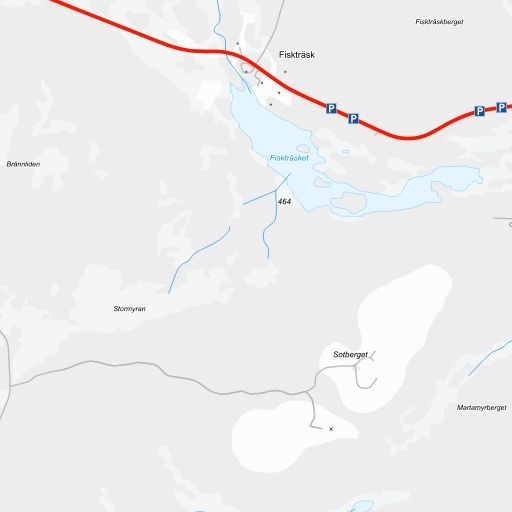 Fiskträskberget
Fiskträsk
P
P
P
P
Fiskträsket
Brännliden
464
Stormyran
Sotberget
Martamyrberget